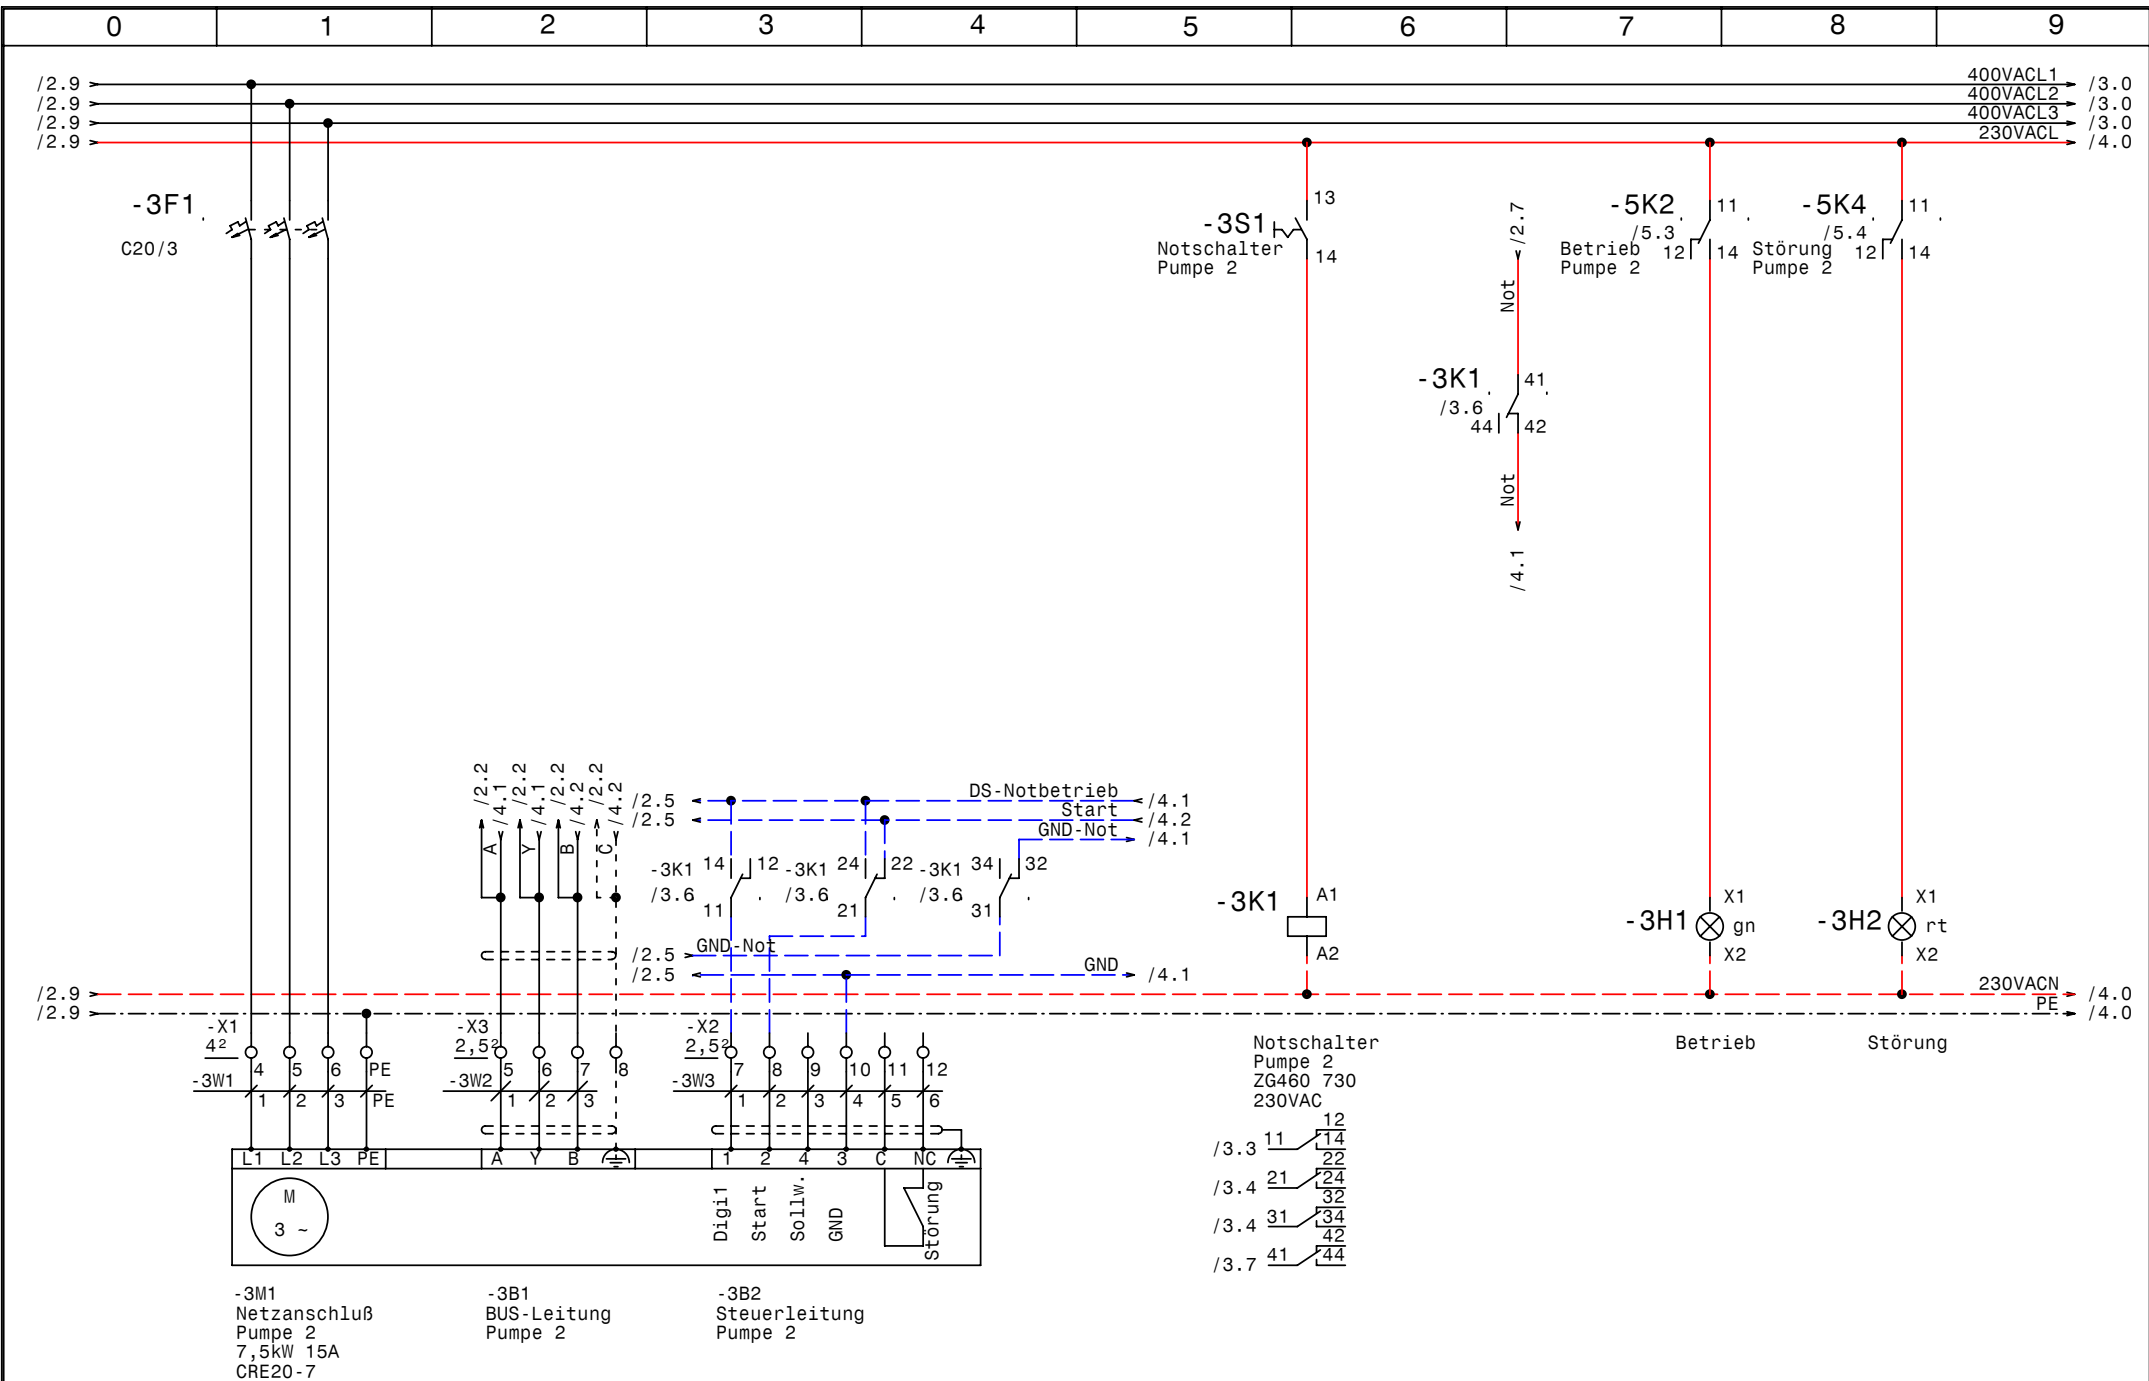 0 1 2 3 4 5 6 7 8 9
/2.9 400VACL1 /3.0
/2.9 400VACL2 /3.0
/2.9 400VACL3 /3.0
/2.9 230VACL /4.0
-3F1
C20/3
-3S1
13
14
Notschalter
Pumpe 2
/2.7
Not
-3K1
/3.6
41
44 42
Not
/4.1
-5K2
/5.3
11
12 14
Betrieb
Pumpe 2
-5K4
/5.4
11
12 14
Störung
Pumpe 2
/2.2 /2.2 /2.2 /2.2
/4.1 /4.1 /4.2 /4.2
A Y B C
/2.5 DS-Notbetrieb /4.1
/2.5 Start /4.2
GND-Not /4.1
-3K1 14 12 -3K1 24 22 -3K1 34 32
/3.6 /3.6 /3.6
11 21 31
/2.5 GND-Not
/2.5 GND /4.1
-3K1
A1
A2
-3H1
X1
gn
X2
-3H2
X1
rt
X2
/2.9 230VACN /4.0
/2.9 PE /4.0
-X1
4²
4 5 6 PE
-3W1
1 2 3 PE
-X3
2,5²
5 6 7 8
-3W2
1 2 3
-X2
2,5²
7 8 9 10 11 12
-3W3
1 2 3 4 5 6
L1 L2 L3 PE A Y B 1 2 4 3 C NC
M
3 ~
Digi1
Start
Sollw.
GND
Störung
-3M1
Netzanschluß
Pumpe 2
7,5kW 15A
CRE20-7
-3B1
BUS-Leitung
Pumpe 2
-3B2
Steuerleitung
Pumpe 2
Notschalter
Pumpe 2
ZG460 730
230VAC
12
/3.3 11 14
22
/3.4 21 24
32
/3.4 31 34
42
/3.7 41 44
Betrieb
Störung